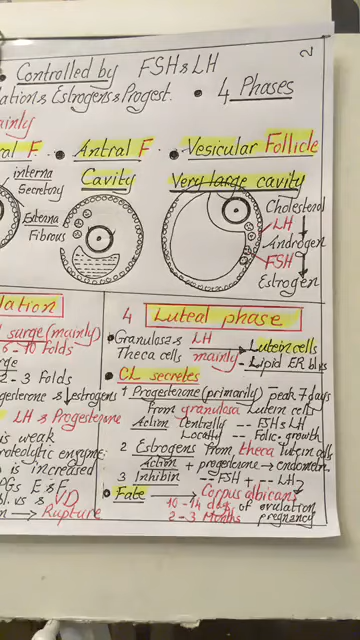 2
• Controlled by FSH & LH
lation & Estrogens & Progest. • 4 Phases
ainly
al F. • Antral F • Vesicular Follicle
Cavity Very large cavity
interna
Secretory
Externa
Fibrous
Cholesterol
LH
Androgen
FSH
Estrogen
lation
surge (mainly)
6 - 10 Folds
rge
2 - 3 Folds
gesterone & ↓ estrogens
LH & Progesterone
is weak
roteolytic enzyme
is increased
PGs E & F
bl. vs & VD
n → Rupture
4 Luteal phase
• Granulosa & LH → Lutein cells
Theca cells mainly - Lipid ER
• CL secretes
1 Progesterone (primarily) - peak 7 days
From granulosa Lutein cells
Action Centrally -- FSH & LH
Locally -- Folic. growth
2 Estrogens from theca lutein cells
Action + progesterone → endometr.
3 Inhibin -- FSH + -- LH?
• Fate → Corpus albicans
10 - 14 days of ovulation
2 - 3 Months pregnancy